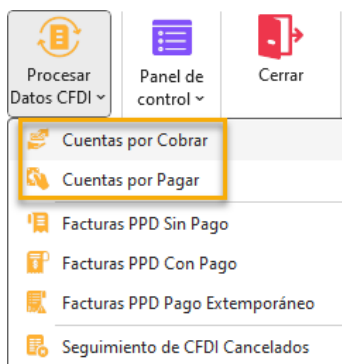 Procesar
Datos CFDI
Panel de
control
Cerrar
Cuentas por Cobrar
Cuentas por Pagar
Facturas PPD Sin Pago
Facturas PPD Con Pago
Facturas PPD Pago Extemporáneo
Seguimiento de CFDI Cancelados